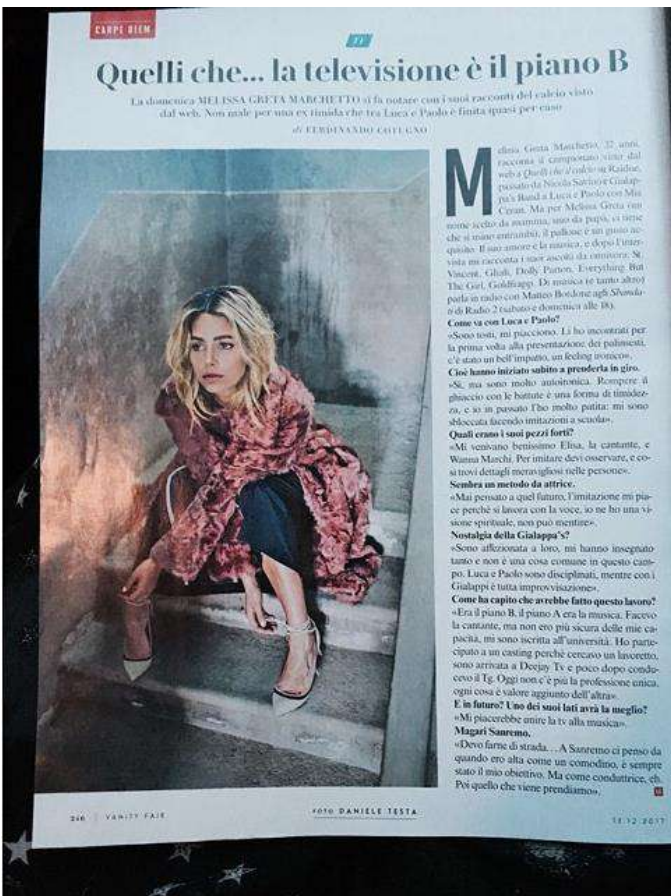 CARPE DIEM
TV
Quelli che... la televisione è il piano B
La domenica MELISSA GRETA MARCHETTO si fa notare con i suoi racconti del calcio visto
dal web. Non male per una ex timida che tra Luca e Paolo è finita quasi per caso
di FERDINANDO COTUGNO
Melissa Greta Marchetto, 32 anni,
racconta il campionato visto dal
web a Quelli che il calcio su Raidue,
passato da Nicola Savino e Gialap-
pa's Band a Luca e Paolo con Mia
Ceran. Ma per Melissa Greta (un
nome scelto da mamma, uno da papà, ci tiene
che si usino entrambi), il pallone è un gusto ac-
quisito. Il suo amore è la musica, e dopo l'inter-
vista mi racconta i suoi ascolti da onnivora: St.
Vincent, Ghali, Dolly Parton, Everything But
The Girl, Goldfrapp. Di musica (e tanto altro)
parla in radio con Matteo Bordone agli Sbanda-
ti di Radio 2 (sabato e domenica alle 18).
Come va con Luca e Paolo?
«Sono tosti, mi piacciono. Li ho incontrati per
la prima volta alla presentazione dei palinsesti,
c'è stato un bell'impatto, un feeling ironico».
Cioè hanno iniziato subito a prenderla in giro.
«Sì, ma sono molto autoironica. Rompere il
ghiaccio con le battute è una forma di timidez-
za, e io in passato l'ho molto patita: mi sono
sbloccata facendo imitazioni a scuola».
Quali erano i suoi pezzi forti?
«Mi venivano benissimo Elisa, la cantante, e
Wanna Marchi. Per imitare devi osservare, e co-
sì trovi dettagli meravigliosi nelle persone».
Sembra un metodo da attrice.
«Mai pensato a quel futuro, l'imitazione mi pia-
ce perché si lavora con la voce, io ne ho una vi-
sione spirituale, non può mentire».
Nostalgia della Gialappa's?
«Sono affezionata a loro, mi hanno insegnato
tanto e non è una cosa comune in questo cam-
po. Luca e Paolo sono disciplinati, mentre con i
Gialappi è tutta improvvisazione».
Come ha capito che avrebbe fatto questo lavoro?
«Era il piano B, il piano A era la musica. Facevo
la cantante, ma non ero più sicura delle mie ca-
pacità, mi sono iscritta all'università. Ho parte-
cipato a un casting perché cercavo un lavoretto,
sono arrivata a Deejay Tv e poco dopo condu-
cevo il Tg. Oggi non c'è più la professione unica,
ogni cosa è valore aggiunto dell'altra».
E in futuro? Uno dei suoi lati avrà la meglio?
«Mi piacerebbe unire la tv alla musica».
Magari Sanremo.
«Devo farne di strada... A Sanremo ci penso da
quando ero alta come un comodino, è sempre
stato il mio obiettivo. Ma come conduttrice, eh.
Poi quello che viene prendiamo».
246 | VANITY FAIR
FOTO DANIELE TESTA
13.12.2017